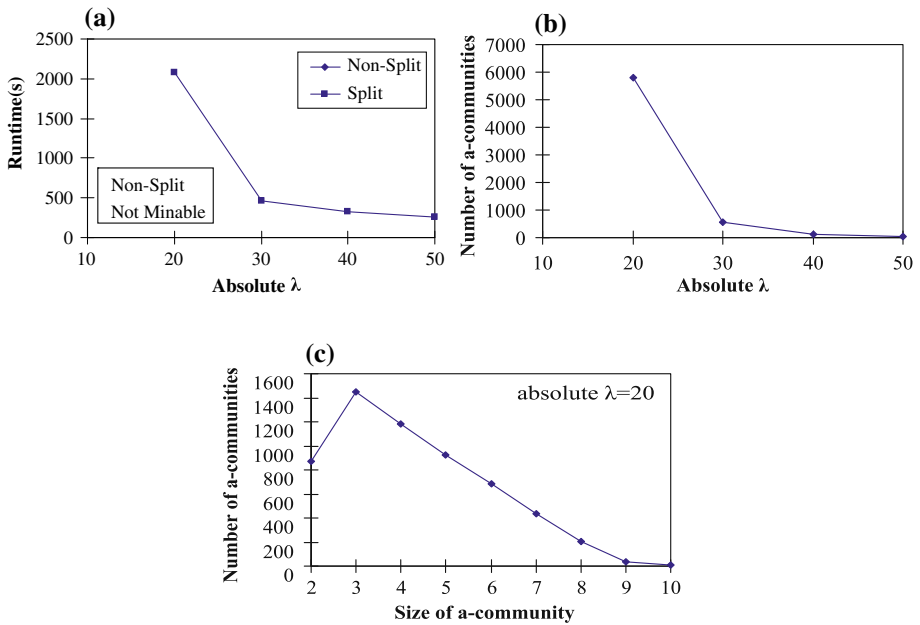 (a)
Runtime(s)
2500
2000
1500
1000
500
0
Non-Split
Split
Non-Split
Not Minable
10 20 30 40 50
Absolute λ
(b)
Number of a-communities
7000
6000
5000
4000
3000
2000
1000
0
10 20 30 40 50
Absolute λ
(c)
Number of a-communities
1600
1400
1200
1000
800
600
400
200
0
absolute λ=20
2 3 4 5 6 7 8 9 10
Size of a-community